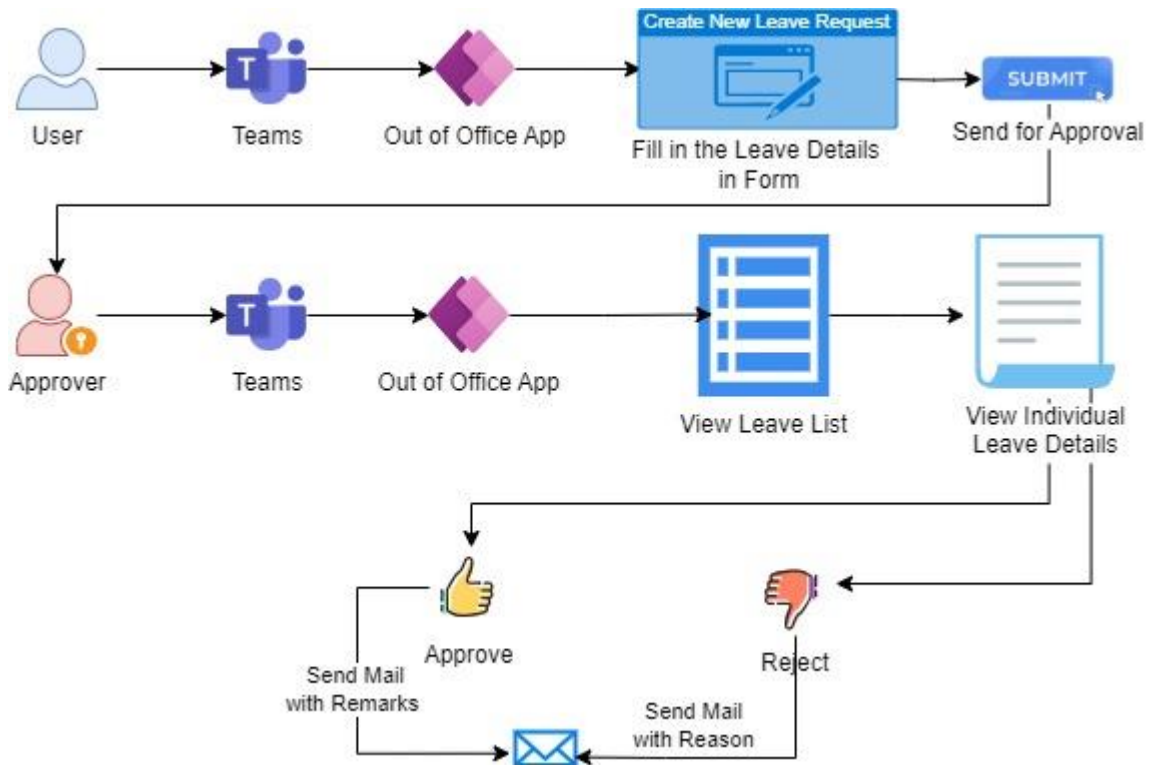 Create New Leave Request
SUBMIT
User
Teams
Out of Office App
Fill in the Leave Details
in Form
Send for Approval
Approver
Teams
Out of Office App
View Leave List
View Individual
Leave Details
Approve
Reject
Send Mail
with Remarks
Send Mail
with Reason